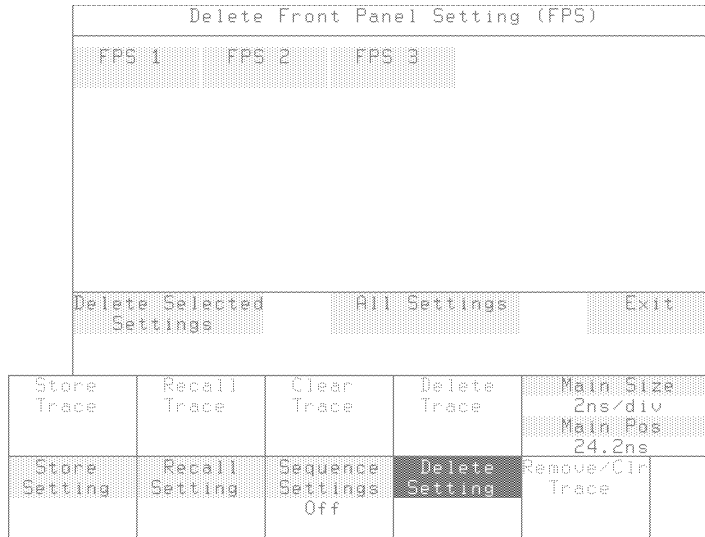 Delete Front Panel Setting (FPS)
FPS 1 FPS 2 FPS 3
Delete Selected All Settings Exit
Settings
Store Recall Clear Delete Main Size
Trace Trace Trace Trace 2ns/div
Main Pos
24.2ns
Store Recall Sequence Delete Remove/Clr
Setting Setting Settings Setting Trace
Off